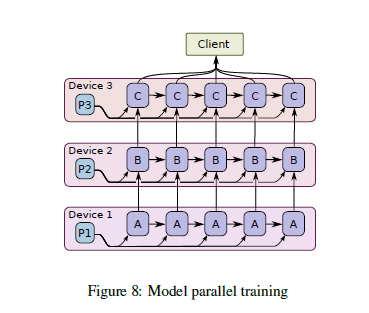 Client
Device 3
P3 C C C C C
Device 2
P2 B B B B B
Device 1
P1 A A A A A
Figure 8: Model parallel training